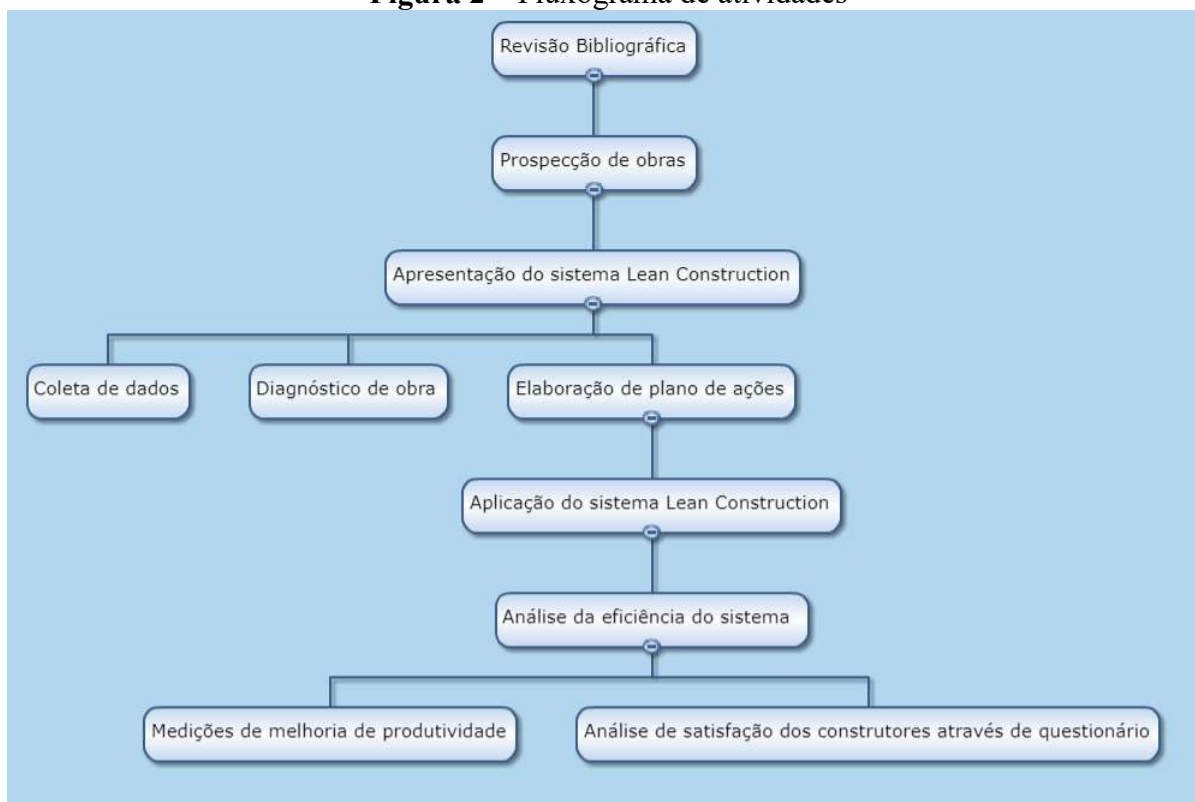 Figura 2 – Fluxograma de atividades
Revisão Bibliográfica
Prospecção de obras
Apresentação do sistema Lean Construction
Coleta de dados
Diagnóstico de obra
Elaboração de plano de ações
Aplicação do sistema Lean Construction
Análise da eficiência do sistema
Medições de melhoria de produtividade
Análise de satisfação dos construtores através de questionário